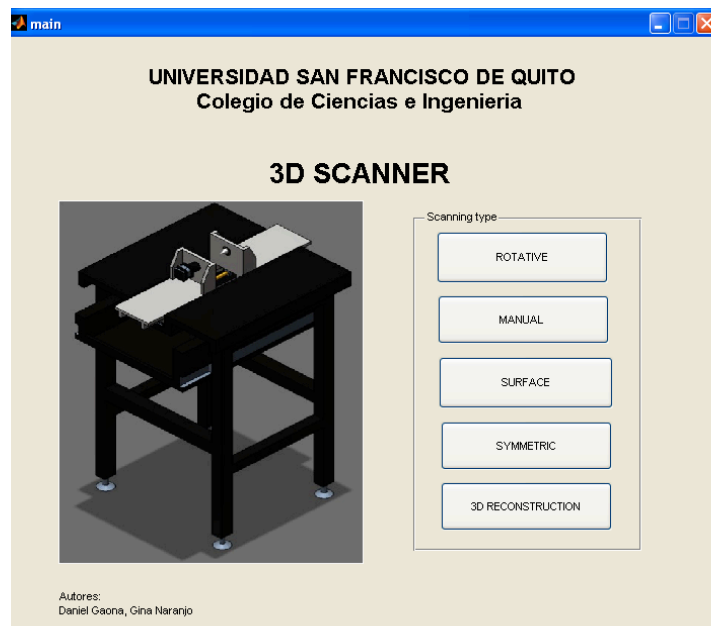 main
UNIVERSIDAD SAN FRANCISCO DE QUITO
Colegio de Ciencias e Ingenieria
3D SCANNER
Scanning type
ROTATIVE
MANUAL
SURFACE
SYMMETRIC
3D RECONSTRUCTION
Autores:
Daniel Gaona, Gina Naranjo